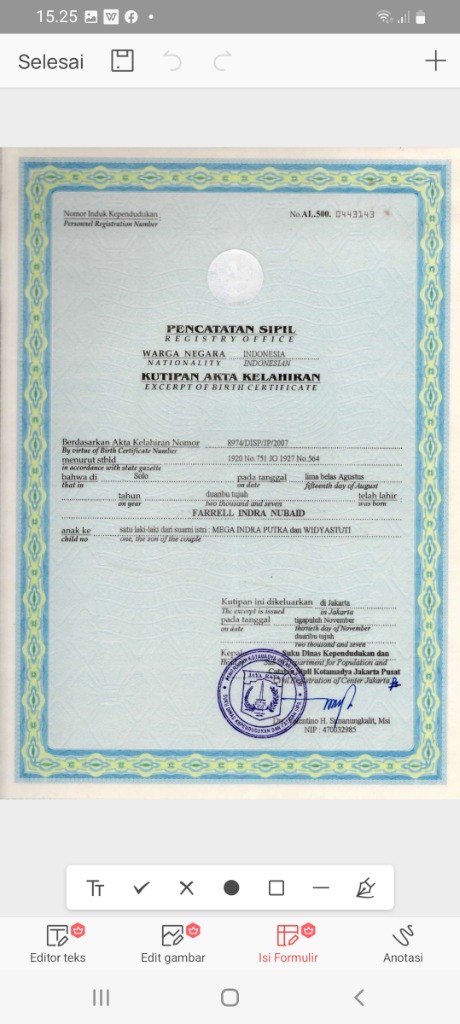 15.25
Selesai
Nomor Induk Kependudukan
Personnel Registration Number
No.AL.500. 0443143
PENCATATAN SIPIL
REGISTRY OFFICE
WARGA NEGARA INDONESIA
NATIONALITY INDONESIAN
KUTIPAN AKTA KELAHIRAN
EXCERPT OF BIRTH CERTIFICATE
Berdasarkan Akta Kelahiran Nomor 8974/DISP/JP/2007
By virtue of Birth Certificate Number
menurut stbld 1920 No.751 JO 1927 No.564
in accordance with state gazette
bahwa di Solo pada tanggal lima belas Agustus
that in on date fifteenth day of August
tahun duaribu tujuh telah lahir :
on year two thousand and seven was born
FARRELL INDRA NUBAID
anak ke satu laki-laki dari suami istri : MEGA INDRA PUTRA dan WIDYASTUTI
child no one, the son of the couple
Kutipan ini dikeluarkan di Jakarta
The excerpt is issued in Jakarta
pada tanggal tigapuluh November
on date thirtieth day of November
duaribu tujuh
two thousand and seven
Suku Dinas Kependudukan dan
Department for Population and
Sipil Kotamadya Jakarta Pusat
Registration of Center Jakarta
JAYA RAYA
H. Simanungkalit, Msi
NIP : 470032985
Editor teks
Edit gambar
Isi Formulir
Anotasi